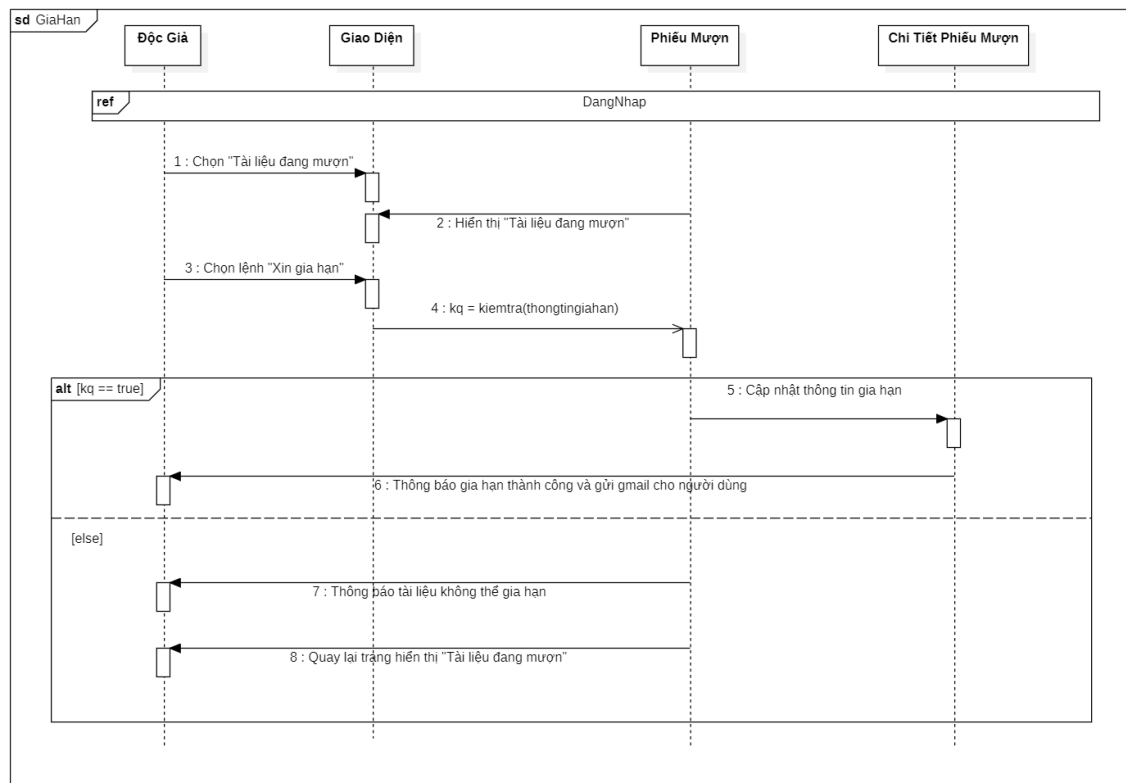 sd GiaHan
Độc Giả
Giao Diện
Phiếu Mượn
Chi Tiết Phiếu Mượn
ref
DangNhap
1 : Chọn "Tài liệu đang mượn"
2 : Hiển thị "Tài liệu đang mượn"
3 : Chọn lệnh "Xin gia hạn"
4 : kq = kiemtra(thongtingiahan)
alt [kq == true]
5 : Cập nhật thông tin gia hạn
6 : Thông báo gia hạn thành công và gửi gmail cho người dùng
[else]
7 : Thông báo tài liệu không thể gia hạn
8 : Quay lại trang hiển thị "Tài liệu đang mượn"